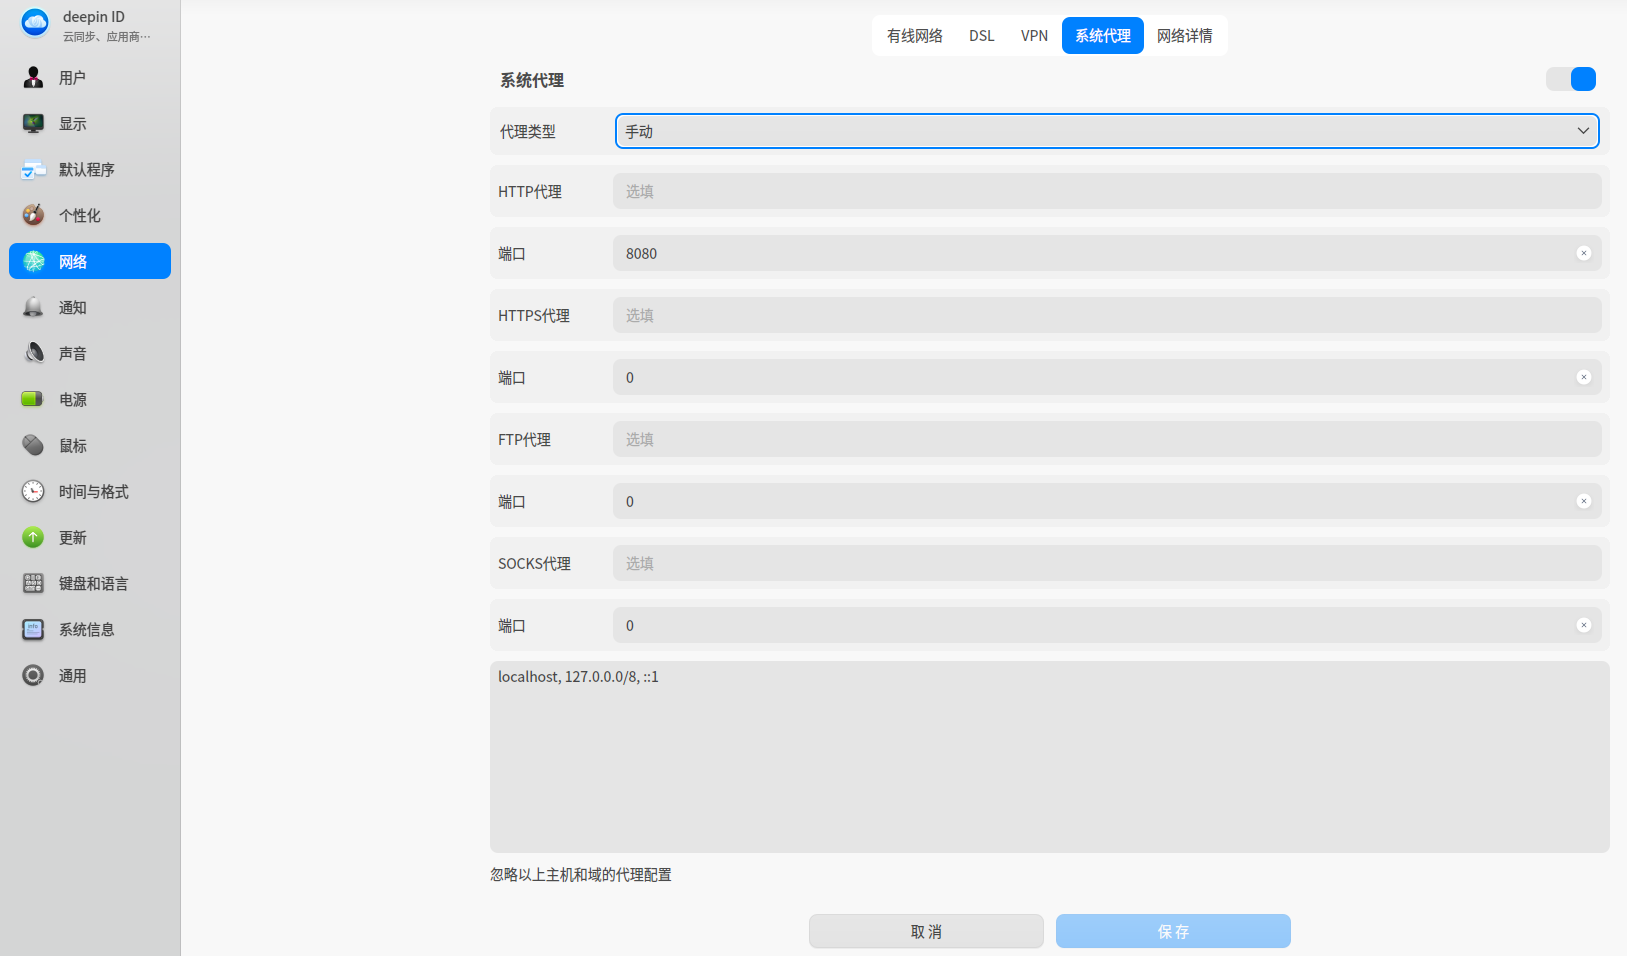 deepin ID
云同步、应用商…
用户
显示
默认程序
个性化
网络
通知
声音
电源
鼠标
时间与格式
更新
键盘和语言
系统信息
通用
有线网络 DSL VPN 系统代理 网络详情
系统代理
代理类型 手动
HTTP代理 选填
端口 8080
HTTPS代理 选填
端口 0
FTP代理 选填
端口 0
SOCKS代理 选填
端口 0
localhost, 127.0.0.0/8, ::1
忽略以上主机和域的代理配置
取消 保存